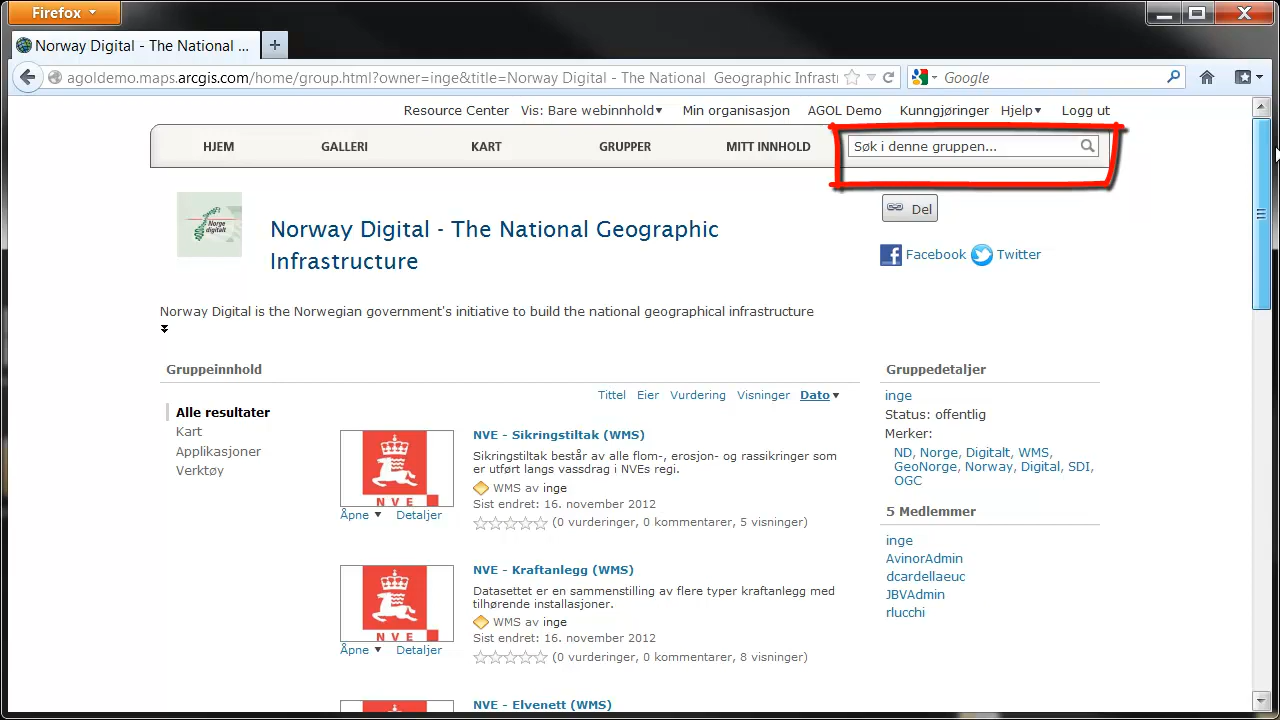 Firefox
Norway Digital - The National ...
agoldemo.maps.arcgis.com/home/group.html?owner=inge&title=Norway Digital - The National  Geographic Infrastr
Google
Resource Center Vis: Bare webinnhold Min organisasjon AGOL Demo Kunngjøringer Hjelp Logg ut
HJEM GALLERI KART GRUPPER MITT INNHOLD Søk i denne gruppen...
Norge
digitalt
Norway Digital - The National Geographic
Infrastructure
Del
Facebook Twitter
Norway Digital is the Norwegian government's initiative to build the national geographical infrastructure
Gruppeinnhold
Tittel Eier Vurdering Visninger Dato
Alle resultater
Kart
Applikasjoner
Verktøy
NVE - Sikringstiltak (WMS)
Sikringstiltak består av alle flom-, erosjon- og rassikringer som
er utført langs vassdrag i NVEs regi.
WMS av inge
Sist endret: 16. november 2012
(0 vurderinger, 0 kommentarer, 5 visninger)
NVE
Åpne Detaljer
NVE - Kraftanlegg (WMS)
Datasettet er en sammenstilling av flere typer kraftanlegg med
tilhørende installasjoner.
WMS av inge
Sist endret: 16. november 2012
(0 vurderinger, 0 kommentarer, 8 visninger)
NVE
Åpne Detaljer
NVE - Elvenett (WMS)
Gruppedetaljer
inge
Status: offentlig
Merker:
ND, Norge, Digitalt, WMS,
GeoNorge, Norway, Digital, SDI,
OGC
5 Medlemmer
inge
AvinorAdmin
dcardellaeuc
JBVAdmin
rlucchi